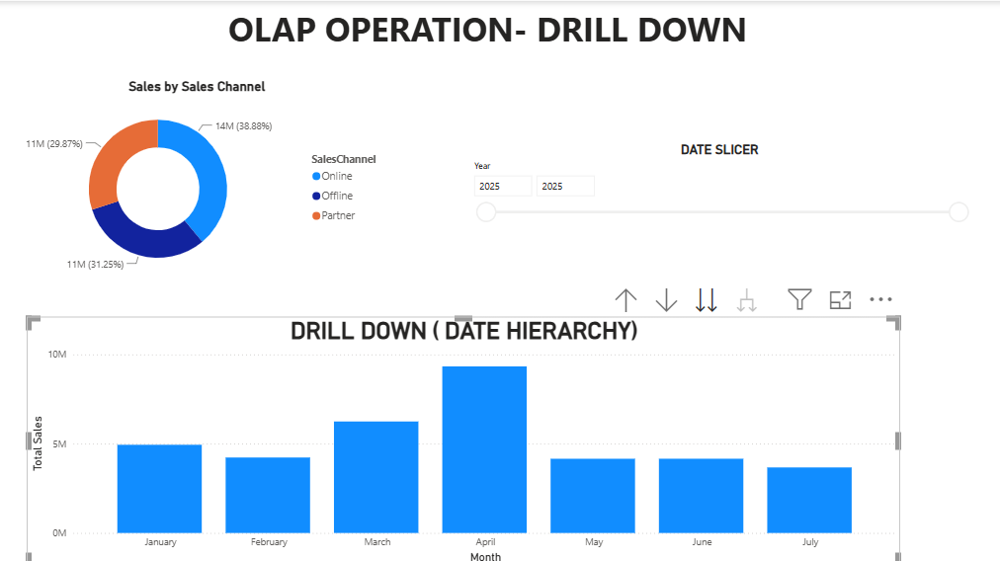 OLAP OPERATION- DRILL DOWN
Sales by Sales Channel
14M (38.88%)
11M (29.87%)
11M (31.25%)
SalesChannel
Online
Offline
Partner
DATE SLICER
Year
2025 2025
DRILL DOWN ( DATE HIERARCHY)
Total Sales
10M
5M
0M
January February March April May June July
Month